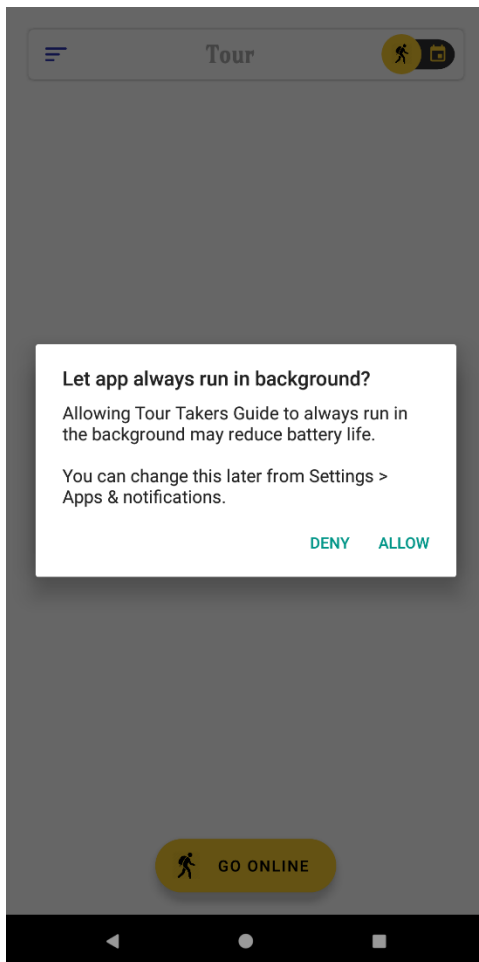 Tour
Let app always run in background?
Allowing Tour Takers Guide to always run in
the background may reduce battery life.
You can change this later from Settings >
Apps & notifications.
DENY ALLOW
GO ONLINE